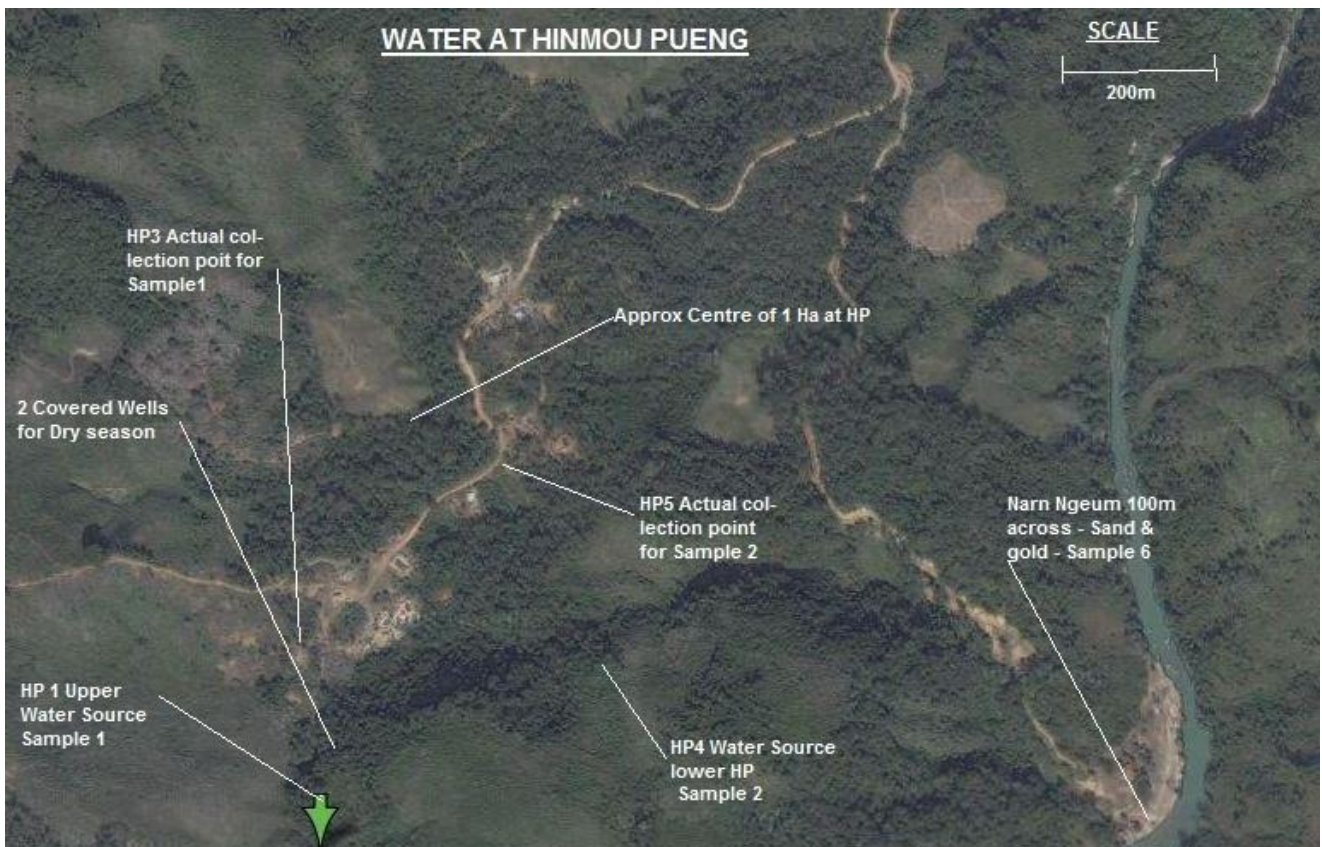 WATER AT HINMOU PUENG
SCALE
200m
HP3 Actual col-
lection poit for
Sample1
Approx Centre of 1 Ha at HP
2 Covered Wells
for Dry season
HP5 Actual col-
lection point
for Sample 2
Narn Ngeum 100m
across - Sand &
gold - Sample 6
HP 1 Upper
Water Source
Sample 1
HP4 Water Source
lower HP
Sample 2